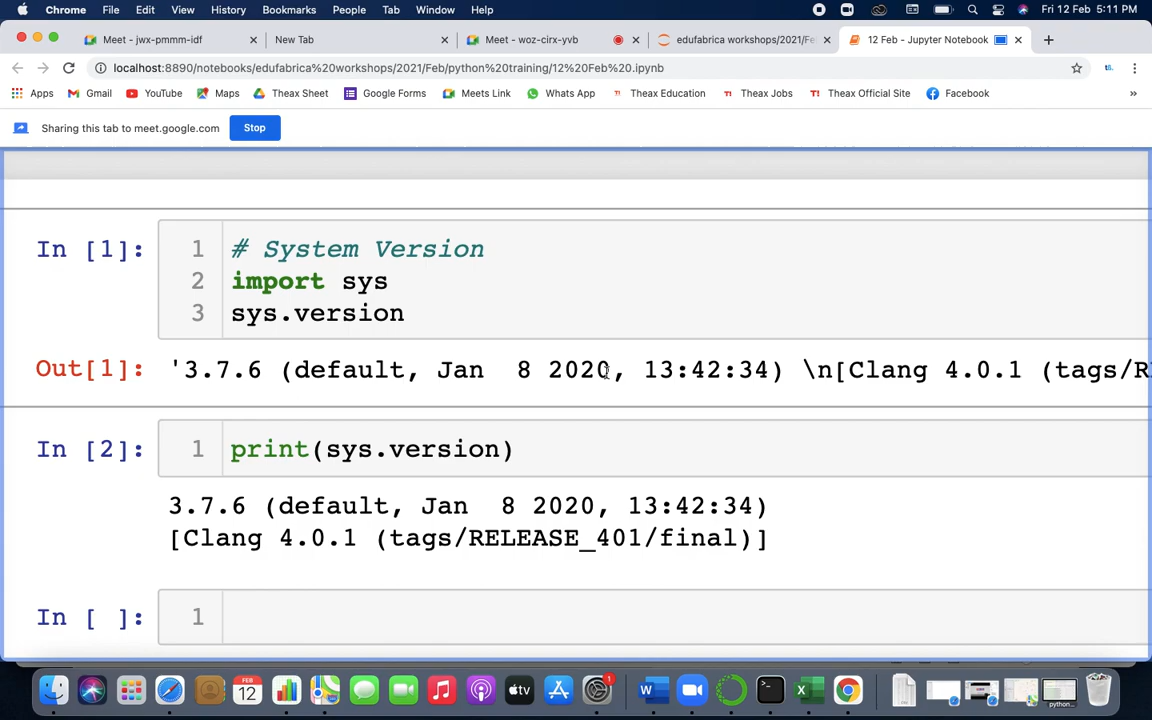 Chrome File Edit View History Bookmarks People Tab Window Help Fri 12 Feb 5:11 PM
Meet - jwx-pmmm-idf New Tab Meet - woz-cirx-yvb edufabrica workshops/2021/Fe 12 Feb - Jupyter Notebook
localhost:8890/notebooks/edufabrica%20workshops/2021/Feb/python%20training/12%20Feb%20.ipynb
Apps Gmail YouTube Maps Theax Sheet Google Forms Meets Link Whats App Theax Education Theax Jobs Theax Official Site Facebook »
Sharing this tab to meet.google.com Stop
In [1]: 1 # System Version
2 import sys
3 sys.version
Out[1]: '3.7.6 (default, Jan  8 2020, 13:42:34) \n[Clang 4.0.1 (tags/R
In [2]: 1 print(sys.version)
3.7.6 (default, Jan  8 2020, 13:42:34)
[Clang 4.0.1 (tags/RELEASE_401/final)]
In [ ]: 1
FEB
12
tv
1
W
X
python...